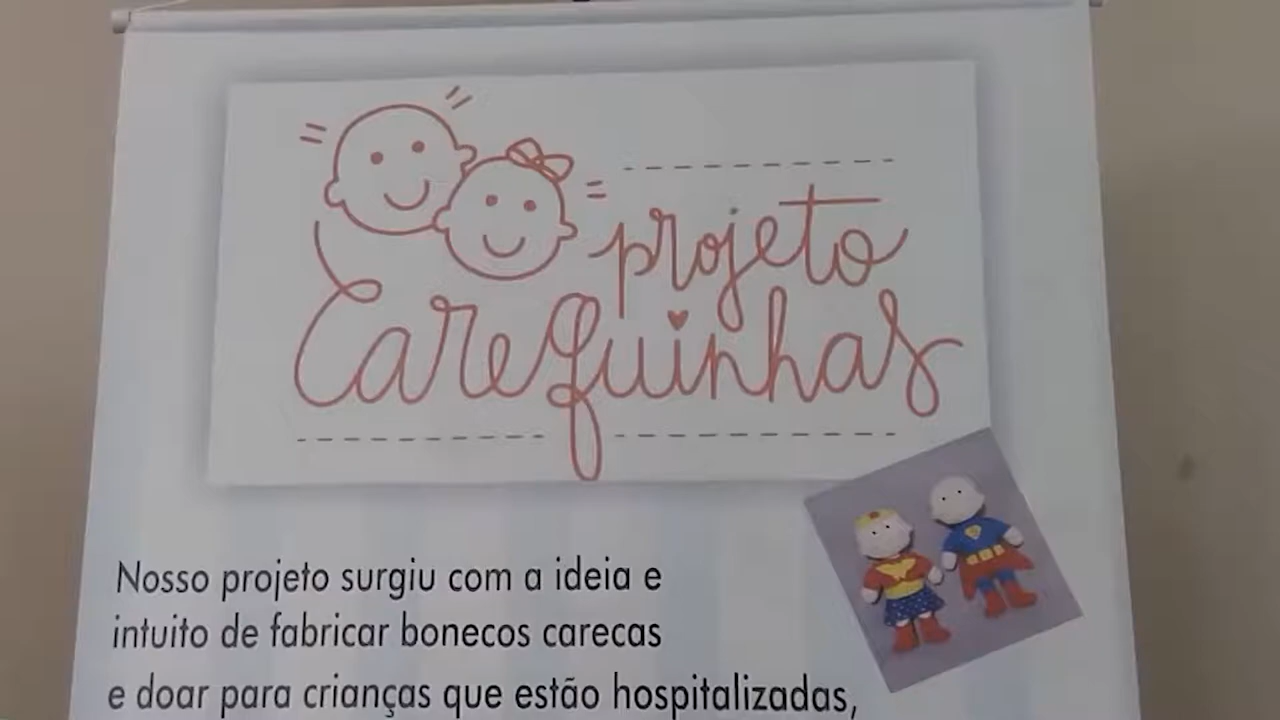 projeto
Carequinhas
Nosso projeto surgiu com a ideia e
intuito de fabricar bonecos carecas
e doar para crianças que estão hospitalizadas,